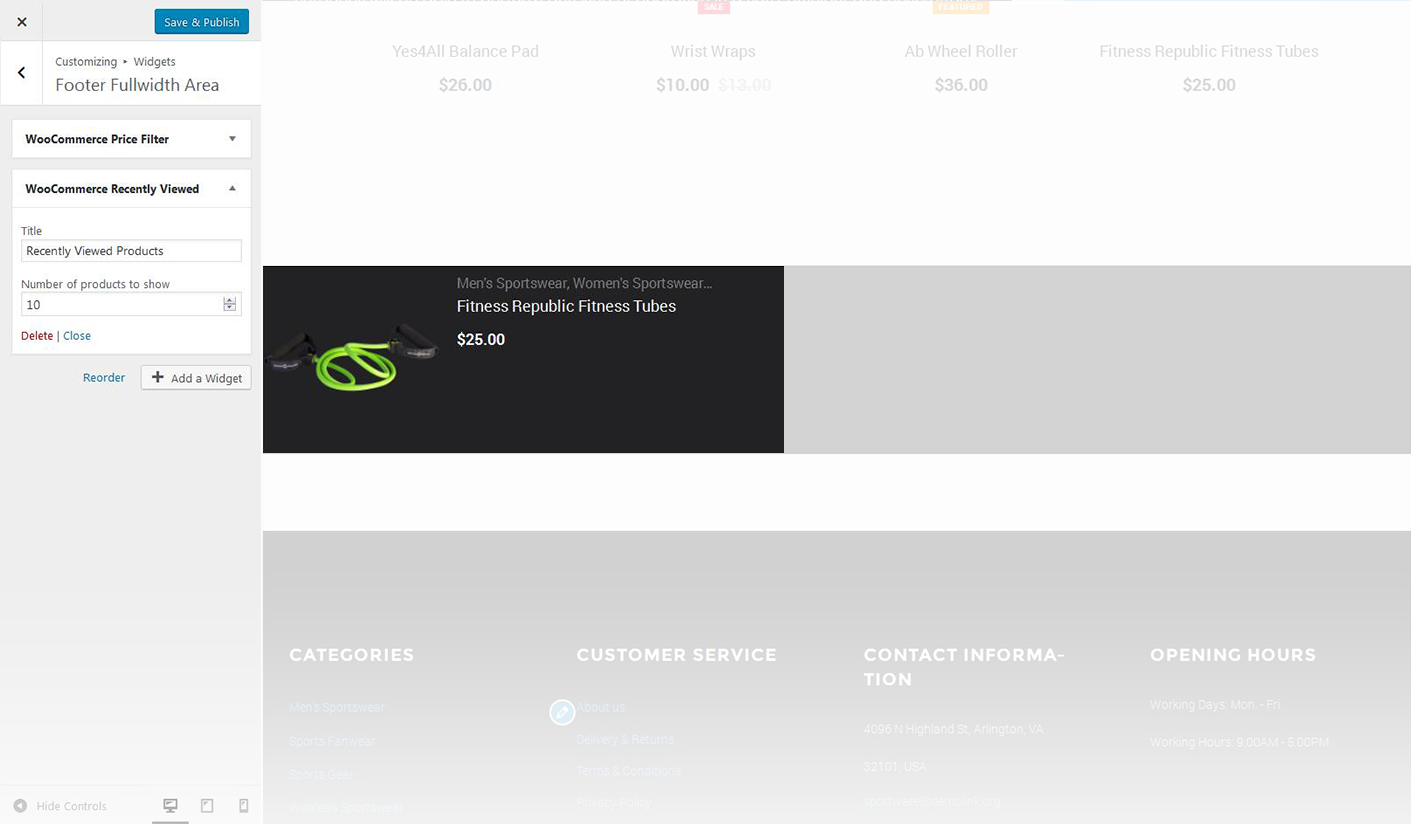 Save & Publish
Customizing ▸ Widgets
Footer Fullwidth Area
WooCommerce Price Filter
WooCommerce Recently Viewed
Title
Recently Viewed Products
Number of products to show
10
Delete | Close
Reorder
Add a Widget
Hide Controls
SALE
FEATURED
Yes4All Balance Pad
Wrist Wraps
Ab Wheel Roller
Fitness Republic Fitness Tubes
$26.00
$10.00 $13.00
$36.00
$25.00
Men's Sportswear, Women's Sportswear...
Fitness Republic Fitness Tubes
$25.00
CATEGORIES
Men's Sportswear
Sports Fanwear
Sports Gear
Women's Sportswear
CUSTOMER SERVICE
About us
Delivery & Returns
Terms & Conditions
Privacy Policy
CONTACT INFORMA-
TION
4096 N Highland St, Arlington, VA
32101, USA
OPENING HOURS
Working Days: Mon. - Fri.
Working Hours: 9.00AM - 8.00PM